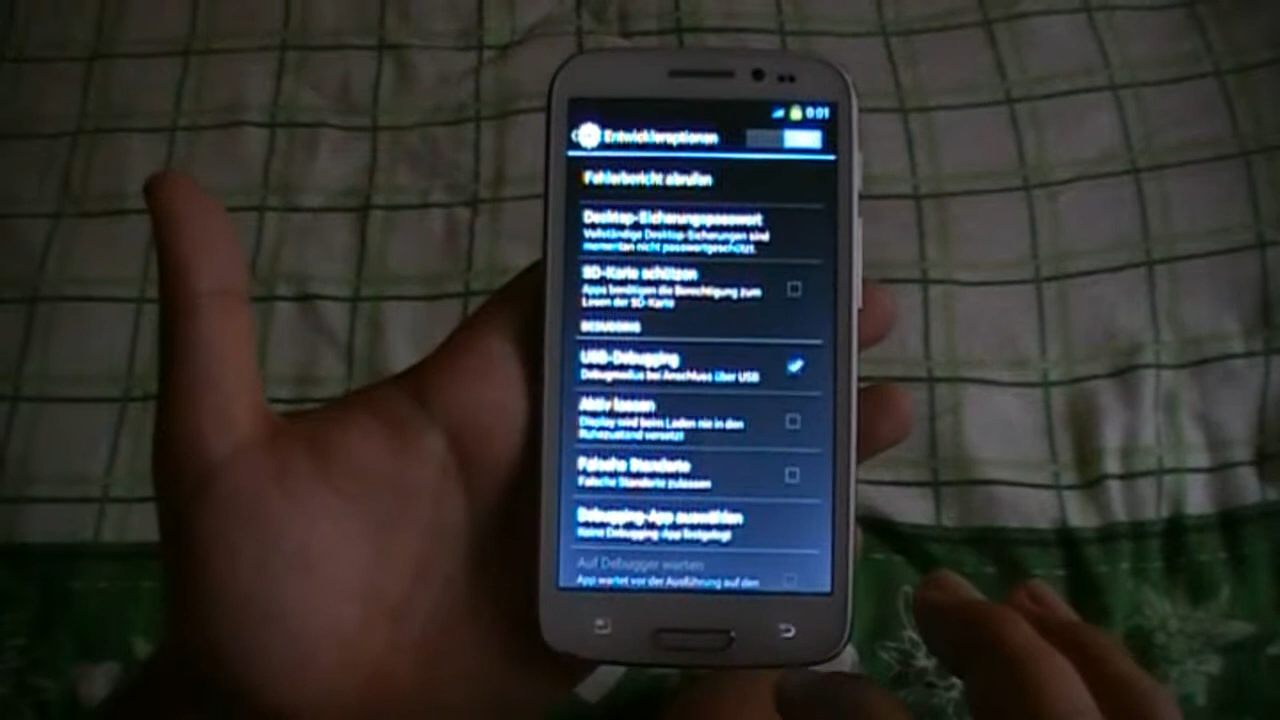 0:01
Entwickleroptionen
Fehlerbericht abrufen
Desktop-Sicherungspasswort
Vollständige Desktop-Sicherungen sind
momentan nicht passwortgeschützt.
SD-Karte schützen
Apps benötigen die Berechtigung zum
Lesen der SD-Karte
DEBUGGING
USB-Debugging
Debugmodus bei Anschluss über USB
Aktiv lassen
Display wird beim Laden nie in den
Ruhezustand versetzt
Falsche Standorte
Falsche Standorte zulassen
Debugging-App auswählen
Keine Debugging-App festgelegt
Auf Debugger warten
App wartet vor der Ausführung auf den